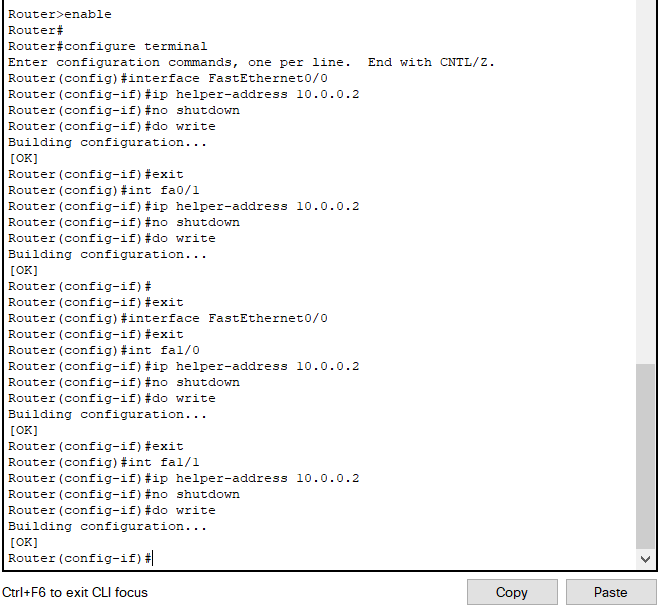 Router>enable
Router#
Router#configure terminal
Enter configuration commands, one per line.  End with CNTL/Z.
Router(config)#interface FastEthernet0/0
Router(config-if)#ip helper-address 10.0.0.2
Router(config-if)#no shutdown
Router(config-if)#do write
Building configuration...
[OK]
Router(config-if)#exit
Router(config)#int fa0/1
Router(config-if)#ip helper-address 10.0.0.2
Router(config-if)#no shutdown
Router(config-if)#do write
Building configuration...
[OK]
Router(config-if)#
Router(config-if)#exit
Router(config)#interface FastEthernet0/0
Router(config-if)#exit
Router(config)#int fa1/0
Router(config-if)#ip helper-address 10.0.0.2
Router(config-if)#no shutdown
Router(config-if)#do write
Building configuration...
[OK]
Router(config-if)#exit
Router(config)#int fa1/1
Router(config-if)#ip helper-address 10.0.0.2
Router(config-if)#no shutdown
Router(config-if)#do write
Building configuration...
[OK]
Router(config-if)#
Ctrl+F6 to exit CLI focus
Copy
Paste